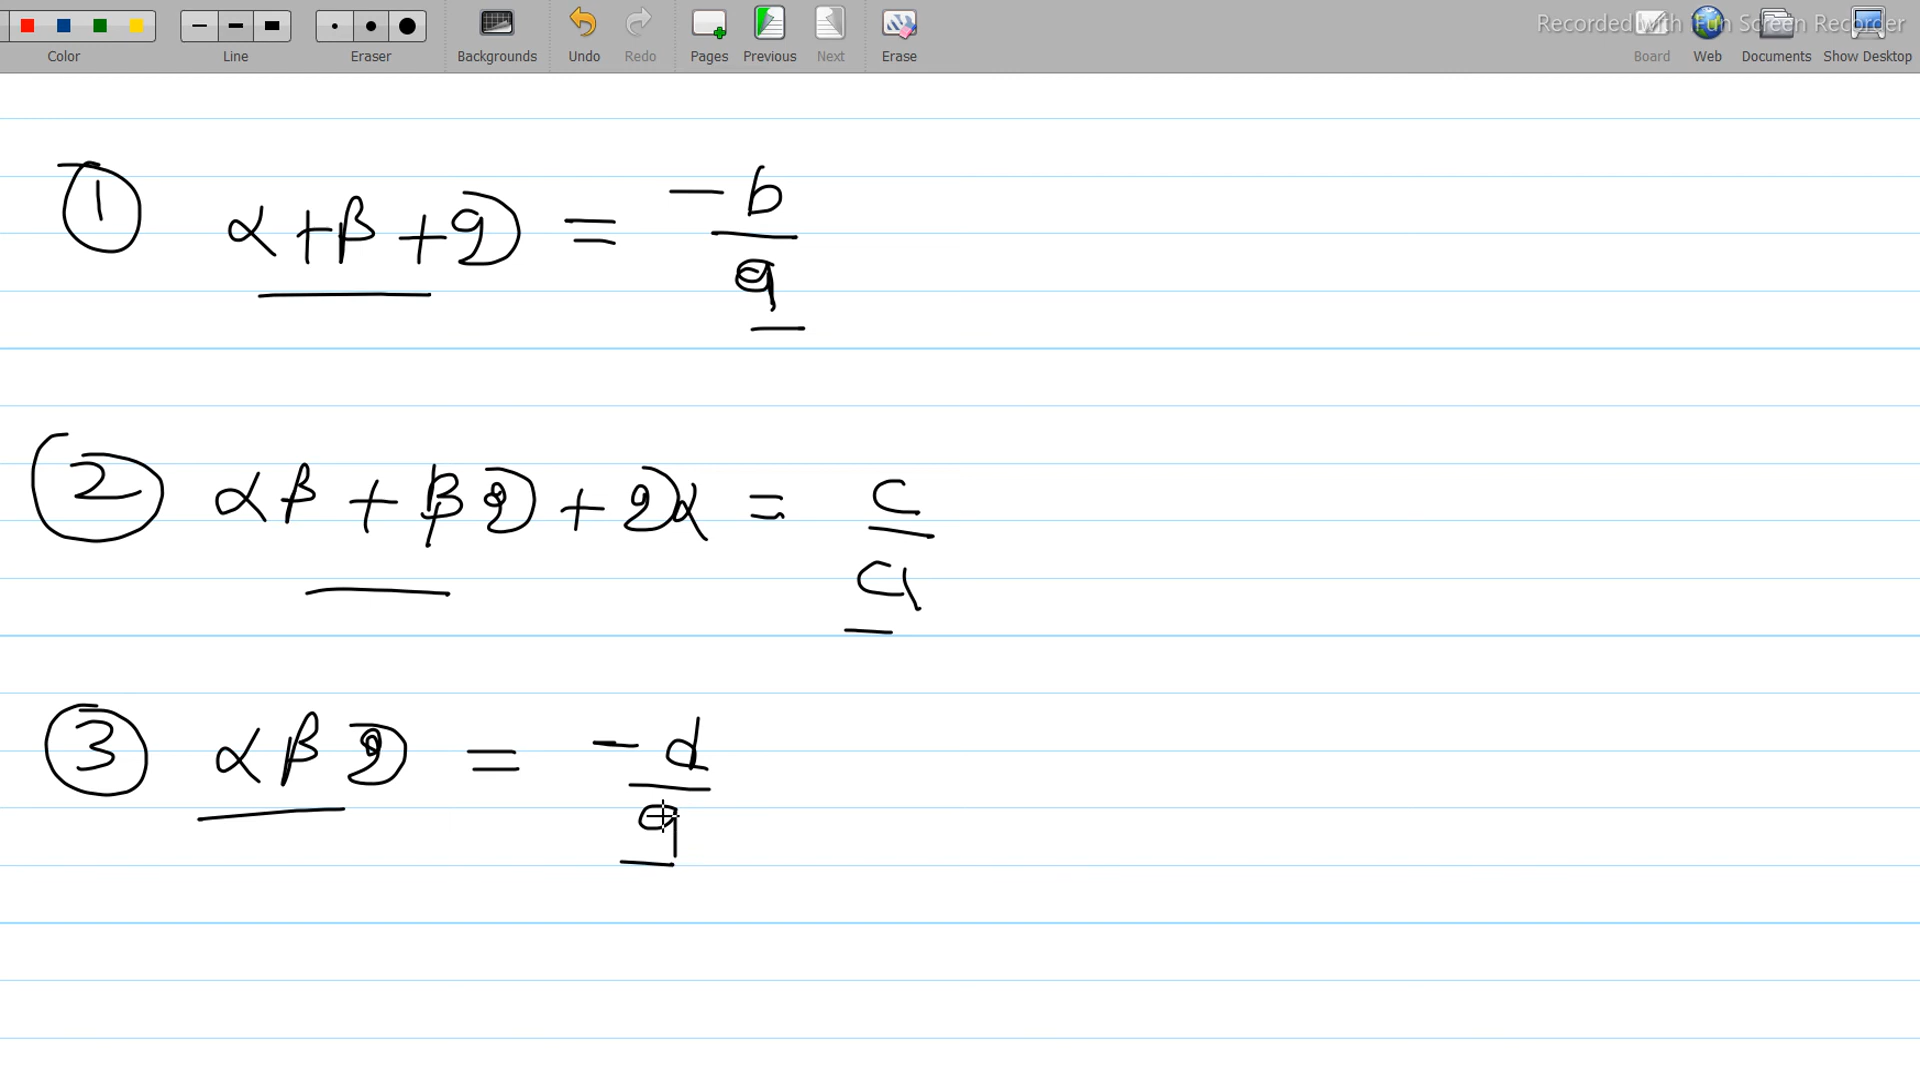 Recorded with iFun Screen Recorder
Color Line Eraser Backgrounds Undo Redo Pages Previous Next Erase Board Web Documents Show Desktop
① α+β+γ = -b/a
② αβ + βγ + γα = c/a
③ αβγ = -d/a